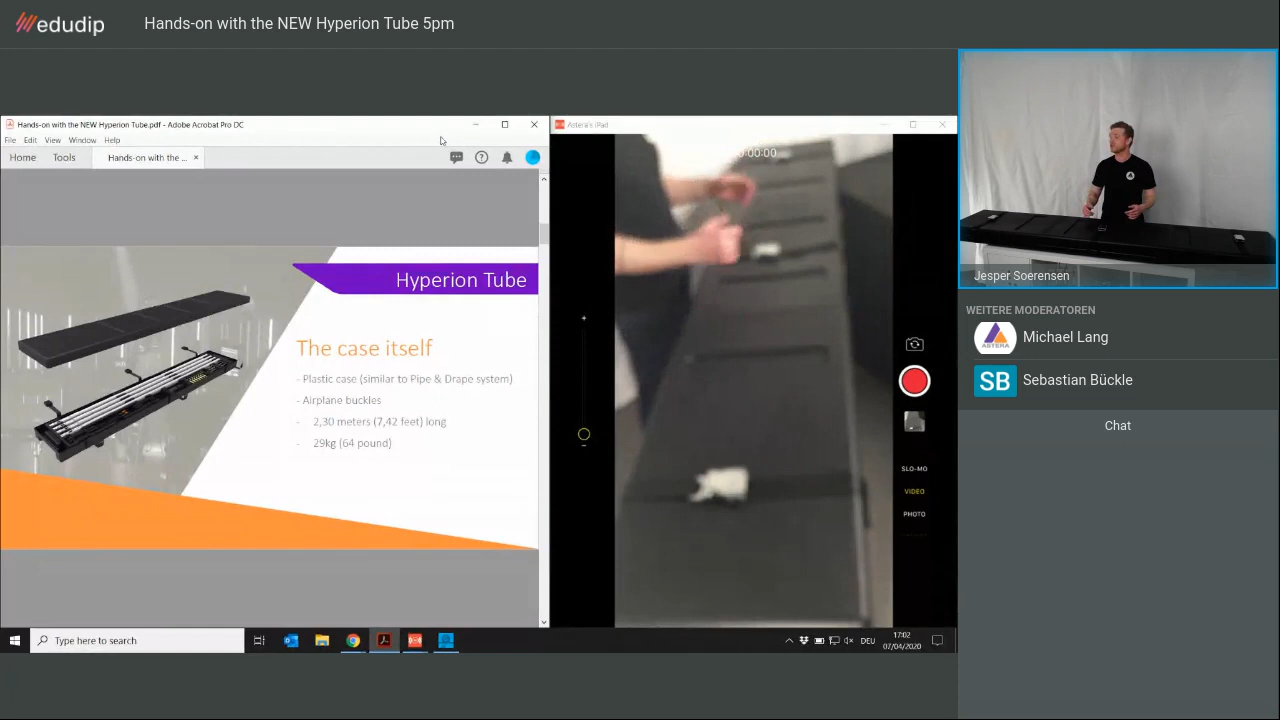 edudip
Hands-on with the NEW Hyperion Tube 5pm
Hands-on with the NEW Hyperion Tube.pdf - Adobe Acrobat Pro DC
File Edit View Window Help
Home Tools Hands-on with the ... ×
Hyperion Tube
The case itself
- Plastic case (similar to Pipe & Drape system)
- Airplane buckles
- 2,30 meters (7,42 feet) long
- 29kg (64 pound)
Astera's iPad
0:00:00
SLO-MO
VIDEO
PHOTO
Type here to search
DEU
17:02
07/04/2020
Jesper Soerensen
WEITERE MODERATOREN
ASTERA
Michael Lang
SB
Sebastian Bückle
Chat